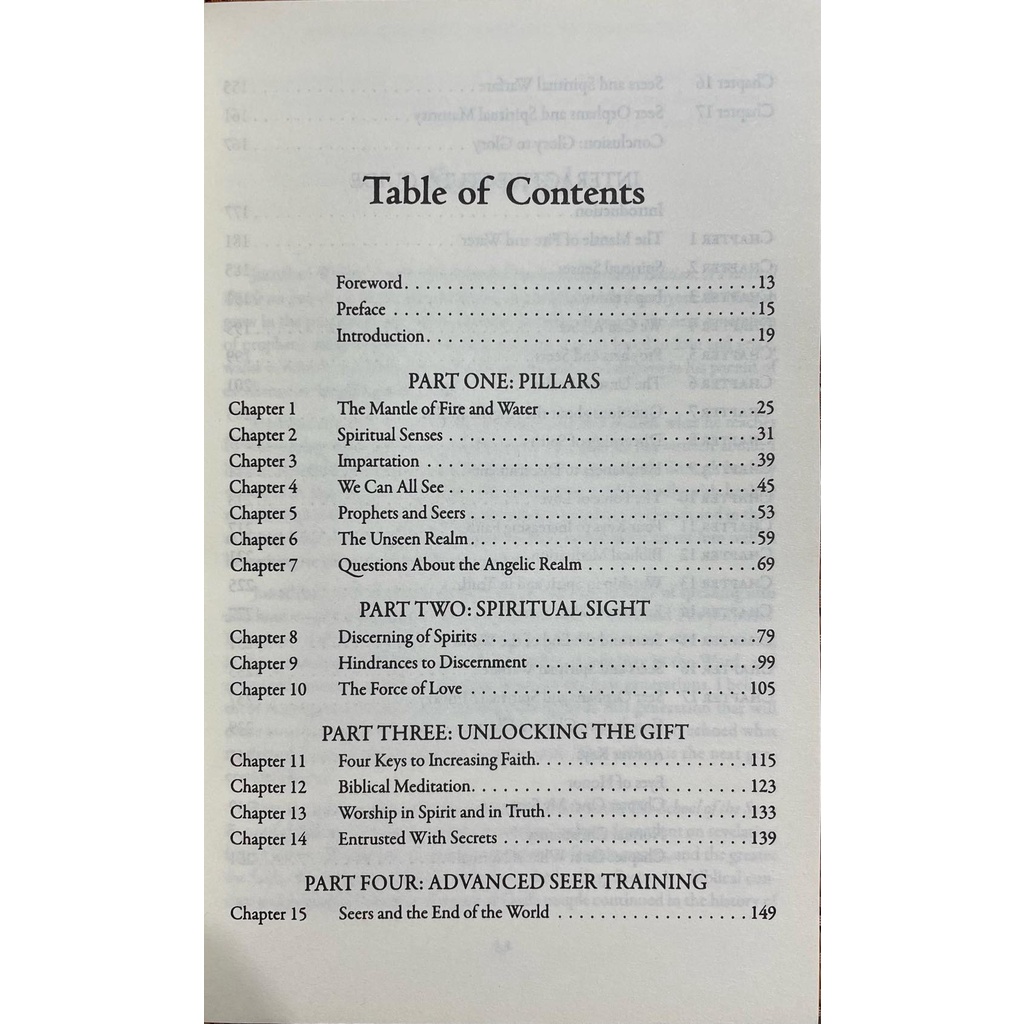 Table of Contents
Foreword. . . . . . . . . . . . . . . . . . . . . . . . . . . . . . . . . 13
Preface . . . . . . . . . . . . . . . . . . . . . . . . . . . . . . . . . . 15
Introduction. . . . . . . . . . . . . . . . . . . . . . . . . . . . . . 19
PART ONE: PILLARS
Chapter 1 The Mantle of Fire and Water . . . . . . . . . . . . . . . . . . . 25
Chapter 2 Spiritual Senses . . . . . . . . . . . . . . . . . . . . . . . . . . . . 31
Chapter 3 Impartation . . . . . . . . . . . . . . . . . . . . . . . . . . . . . . 39
Chapter 4 We Can All See . . . . . . . . . . . . . . . . . . . . . . . . . . . . 45
Chapter 5 Prophets and Seers . . . . . . . . . . . . . . . . . . . . . . . . . . 53
Chapter 6 The Unseen Realm. . . . . . . . . . . . . . . . . . . . . . . . . . 59
Chapter 7 Questions About the Angelic Realm . . . . . . . . . . . . . . . 69
PART TWO: SPIRITUAL SIGHT
Chapter 8 Discerning of Spirits . . . . . . . . . . . . . . . . . . . . . . . . . 79
Chapter 9 Hindrances to Discernment . . . . . . . . . . . . . . . . . . . . 99
Chapter 10 The Force of Love . . . . . . . . . . . . . . . . . . . . . . . . . 105
PART THREE: UNLOCKING THE GIFT
Chapter 11 Four Keys to Increasing Faith. . . . . . . . . . . . . . . . . . . 115
Chapter 12 Biblical Meditation. . . . . . . . . . . . . . . . . . . . . . . . . 123
Chapter 13 Worship in Spirit and in Truth. . . . . . . . . . . . . . . . . . 133
Chapter 14 Entrusted With Secrets . . . . . . . . . . . . . . . . . . . . . . 139
PART FOUR: ADVANCED SEER TRAINING
Chapter 15 Seers and the End of the World . . . . . . . . . . . . . . . . . 149